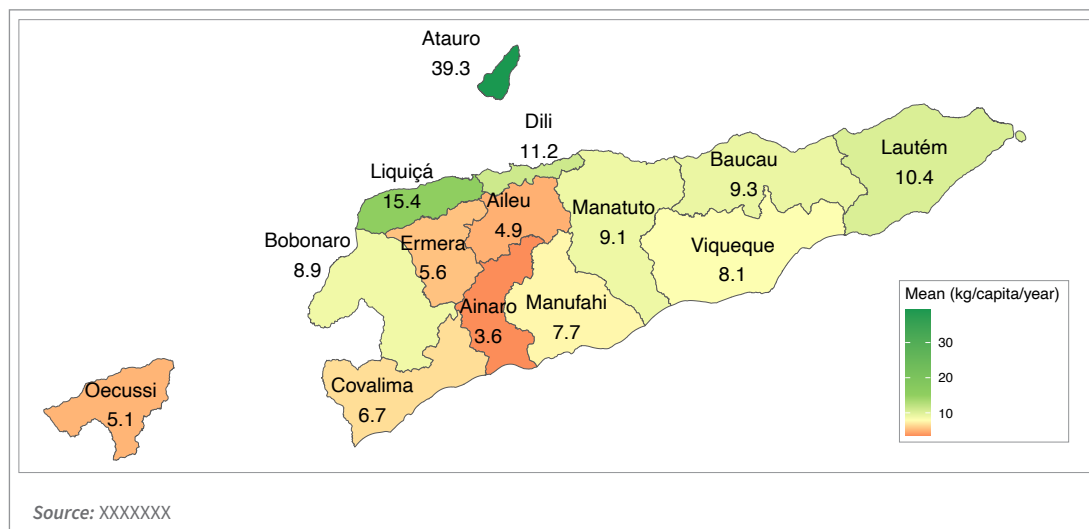 Atauro
39.3
Dili
11.2
Liquiçá
15.4
Baucau
9.3
Lautém
10.4
Aileu
4.9
Manatuto
9.1
Bobonaro
8.9
Ermera
5.6
Viqueque
8.1
Ainaro
3.6
Manufahi
7.7
Oecussi
5.1
Covalima
6.7
Mean (kg/capita/year)
30
20
10
Source: XXXXXXX